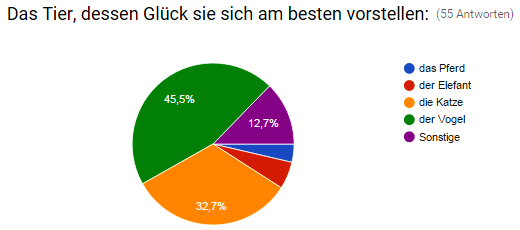 Das Tier, dessen Glück sie sich am besten vorstellen: (55 Antworten)
das Pferd
der Elefant
die Katze
der Vogel
Sonstige
45,5%
12,7%
32,7%